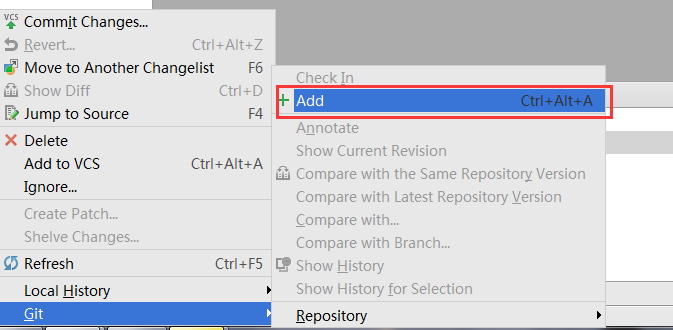 VCS Commit Changes...
Revert... Ctrl+Alt+Z
Move to Another Changelist F6
Show Diff Ctrl+D
Jump to Source F4
Delete
Add to VCS Ctrl+Alt+A
Ignore...
Create Patch...
Shelve Changes...
Refresh Ctrl+F5
Local History
Git
Check In
Add Ctrl+Alt+A
Annotate
Show Current Revision
Compare with the Same Repository Version
Compare with Latest Repository Version
Compare with...
Compare with Branch...
Show History
Show History for Selection
Repository